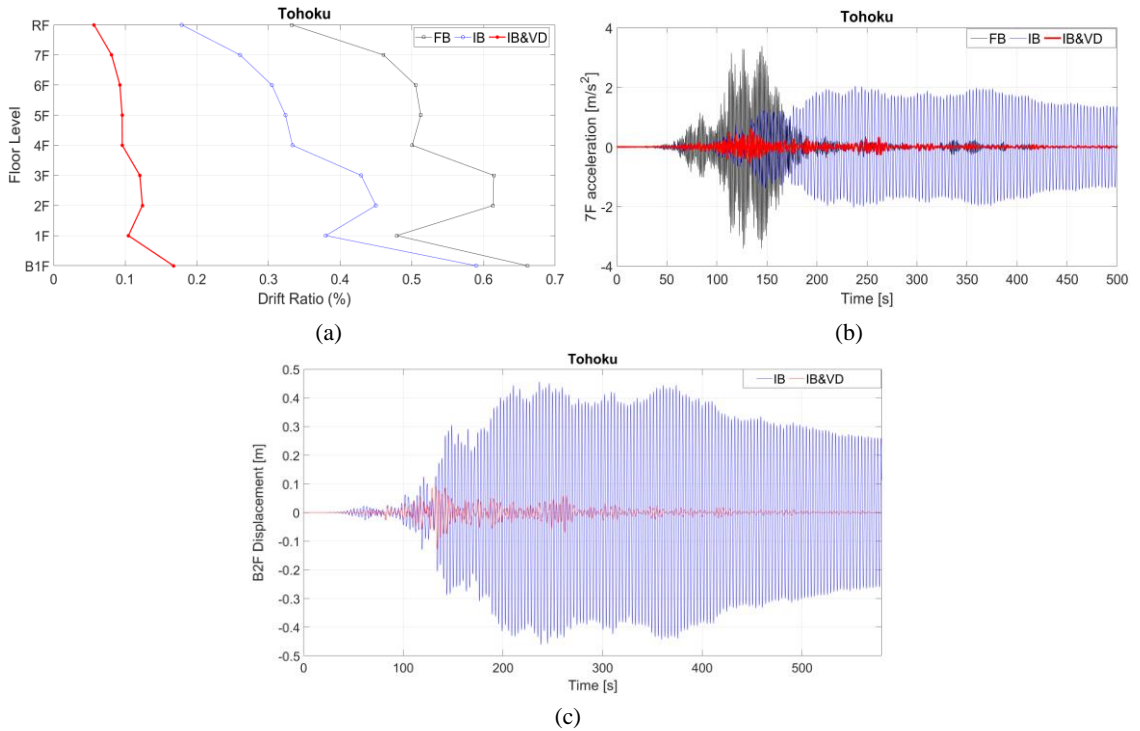 Tohoku
FB IB IB&VD
RF
7F
6F
5F
4F
3F
2F
1F
B1F
Floor Level
0 0.1 0.2 0.3 0.4 0.5 0.6 0.7
Drift Ratio (%)
(a)
Tohoku
FB IB IB&VD
4
2
0
-2
-4
7F acceleration [m/s²]
0 50 100 150 200 250 300 350 400 450 500
Time [s]
(b)
Tohoku
IB IB&VD
0.5
0.4
0.3
0.2
0.1
0
-0.1
-0.2
-0.3
-0.4
-0.5
B2F Displacement [m]
0 100 200 300 400 500
Time [s]
(c)